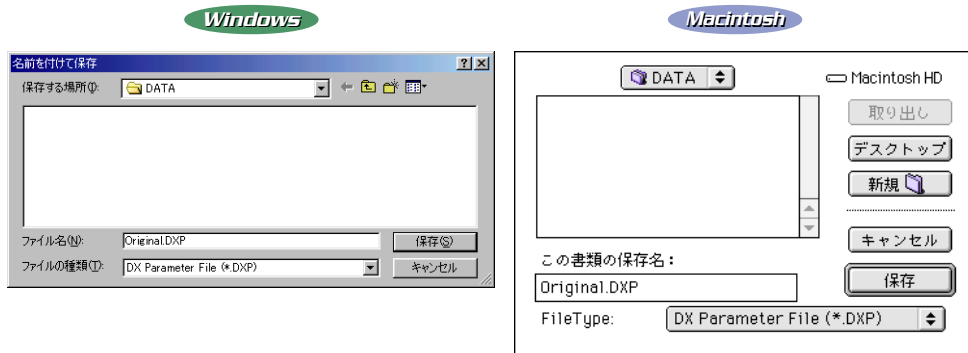 Windows
名前を付けて保存
保存する場所(I):
DATA
ファイル名(N):
Original.DXP
保存(S)
ファイルの種類(T):
DX Parameter File (*.DXP)
キャンセル
Macintosh
DATA
Macintosh HD
取り出し
デスクトップ
新規
キャンセル
この書類の保存名：
Original.DXP
保存
FileType:
DX Parameter File (*.DXP)